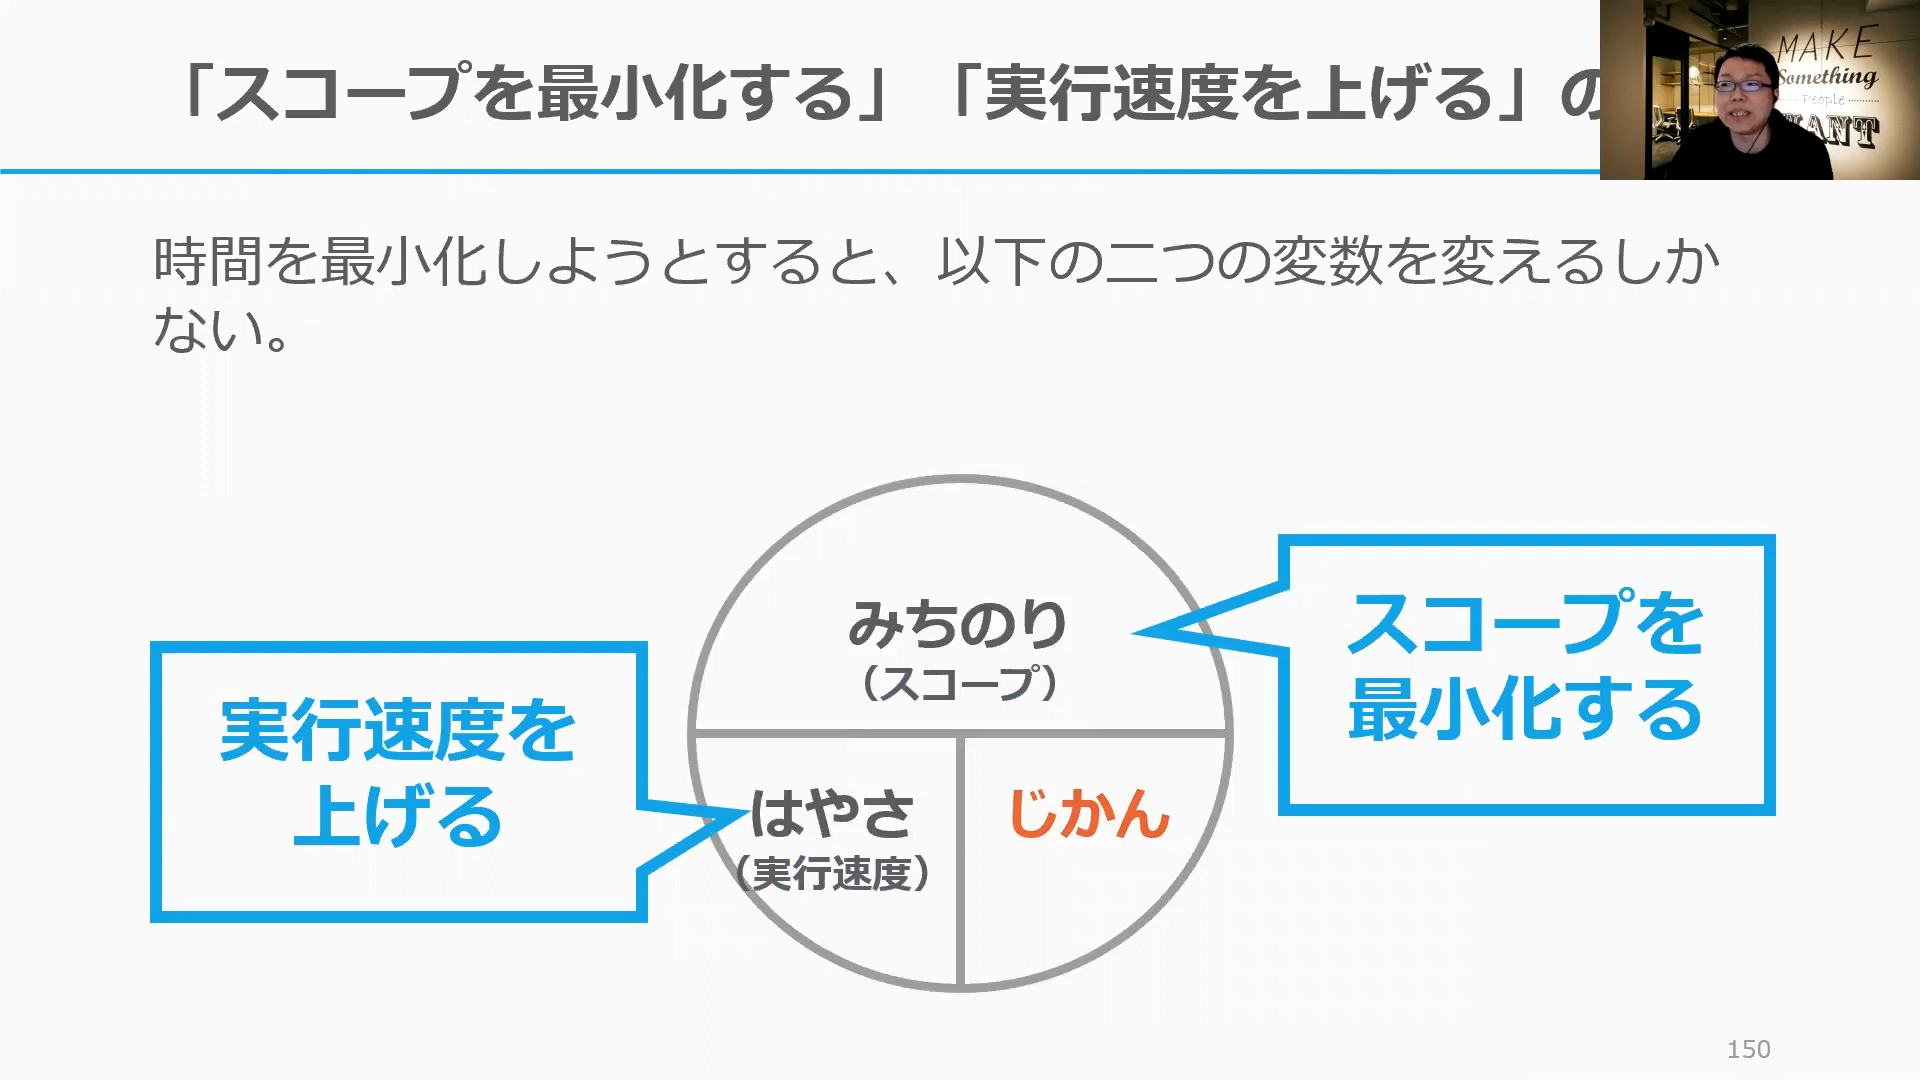 「スコープを最小化する」「実行速度を上げる」の
MAKE
Something
People
WANT
時間を最小化しようとすると、以下の二つの変数を変えるしか
ない。
みちのり
（スコープ）
スコープを
最小化する
実行速度を
上げる
はやさ
（実行速度）
じかん
150